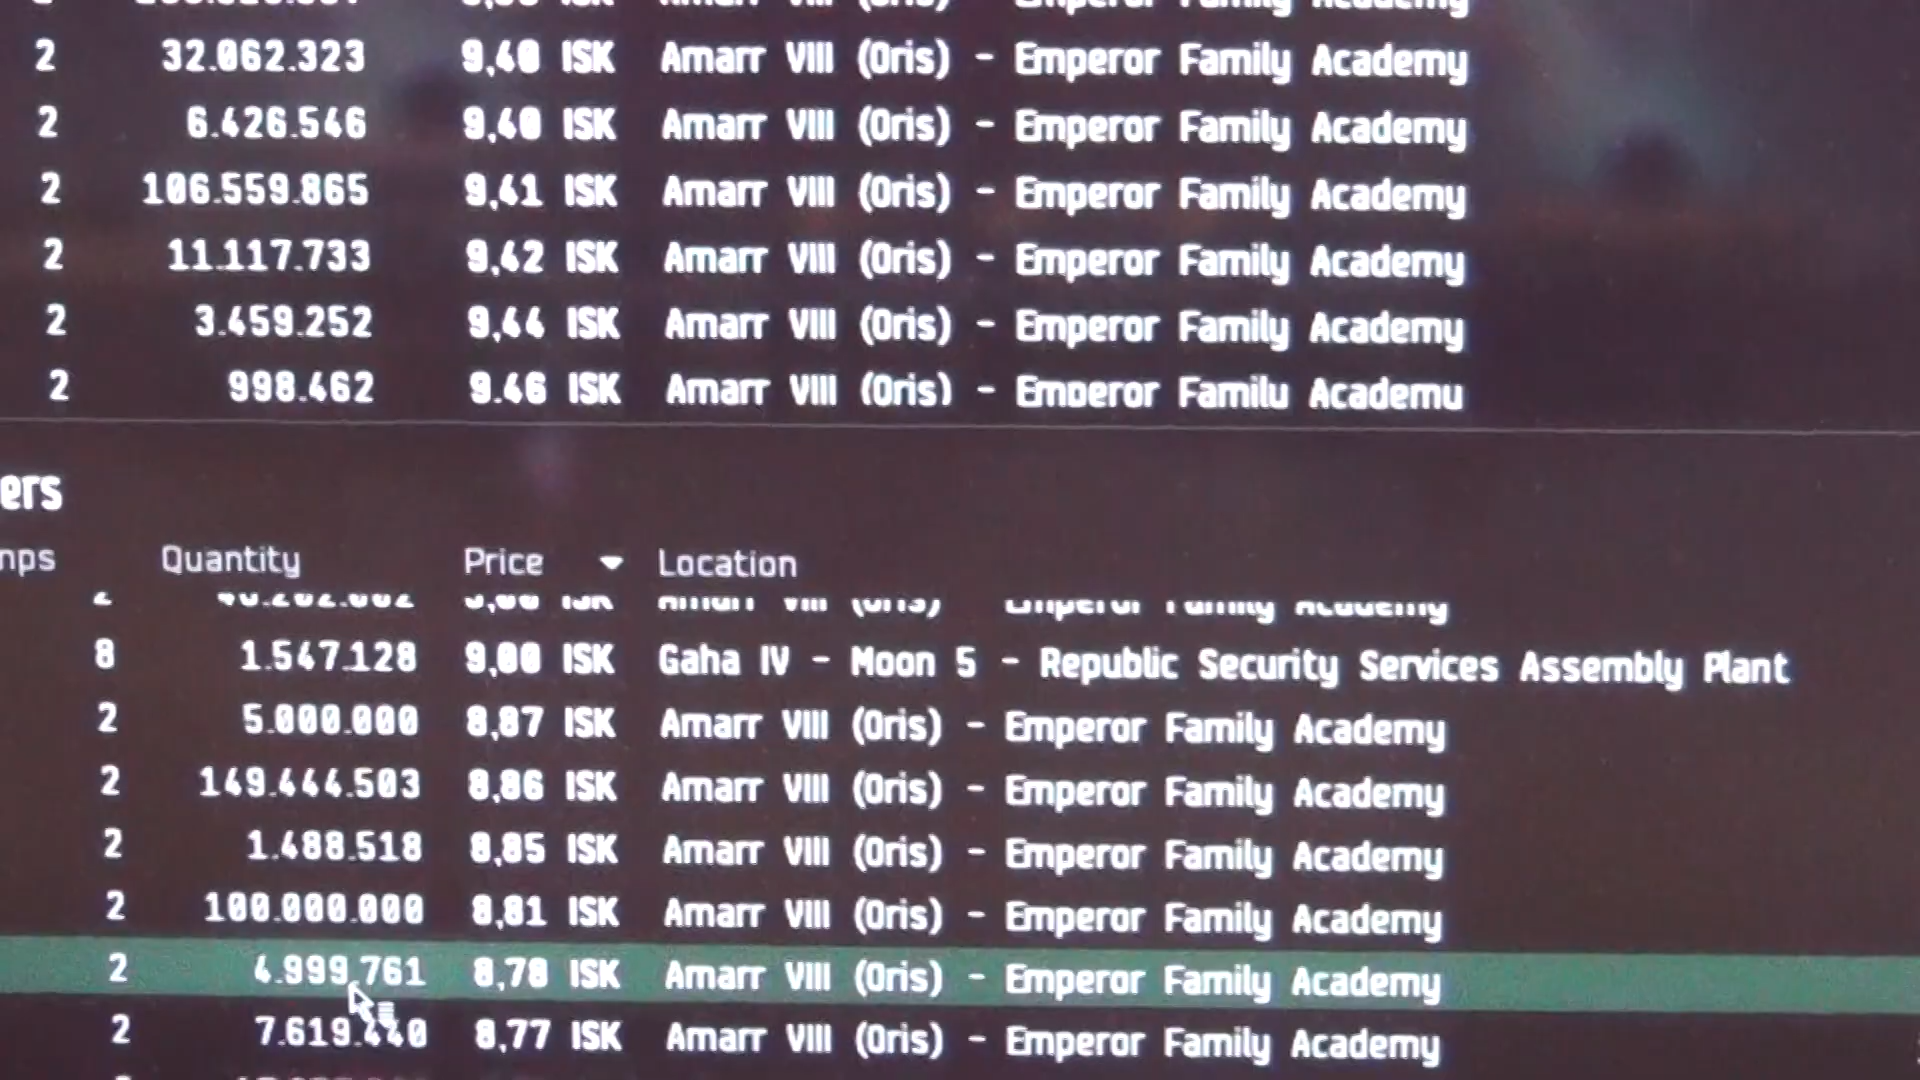 2 32.062.323 9,40 ISK Amarr VIII (Oris) - Emperor Family Academy
2 6.426.546 9,40 ISK Amarr VIII (Oris) - Emperor Family Academy
2 106.559.865 9,41 ISK Amarr VIII (Oris) - Emperor Family Academy
2 11.117.733 9,42 ISK Amarr VIII (Oris) - Emperor Family Academy
2 3.459.252 9,44 ISK Amarr VIII (Oris) - Emperor Family Academy
2 998.462 9,46 ISK Amarr VIII (Oris) - Emperor Family Academy
ers
mps Quantity Price Location
8 1.547.128 9,00 ISK Gaha IV - Moon 5 - Republic Security Services Assembly Plant
2 5.000.000 8,87 ISK Amarr VIII (Oris) - Emperor Family Academy
2 149.444.503 8,86 ISK Amarr VIII (Oris) - Emperor Family Academy
2 1.488.518 8,85 ISK Amarr VIII (Oris) - Emperor Family Academy
2 100.000.000 8,81 ISK Amarr VIII (Oris) - Emperor Family Academy
2 4.999.761 8,78 ISK Amarr VIII (Oris) - Emperor Family Academy
2 7.619.440 8,77 ISK Amarr VIII (Oris) - Emperor Family Academy